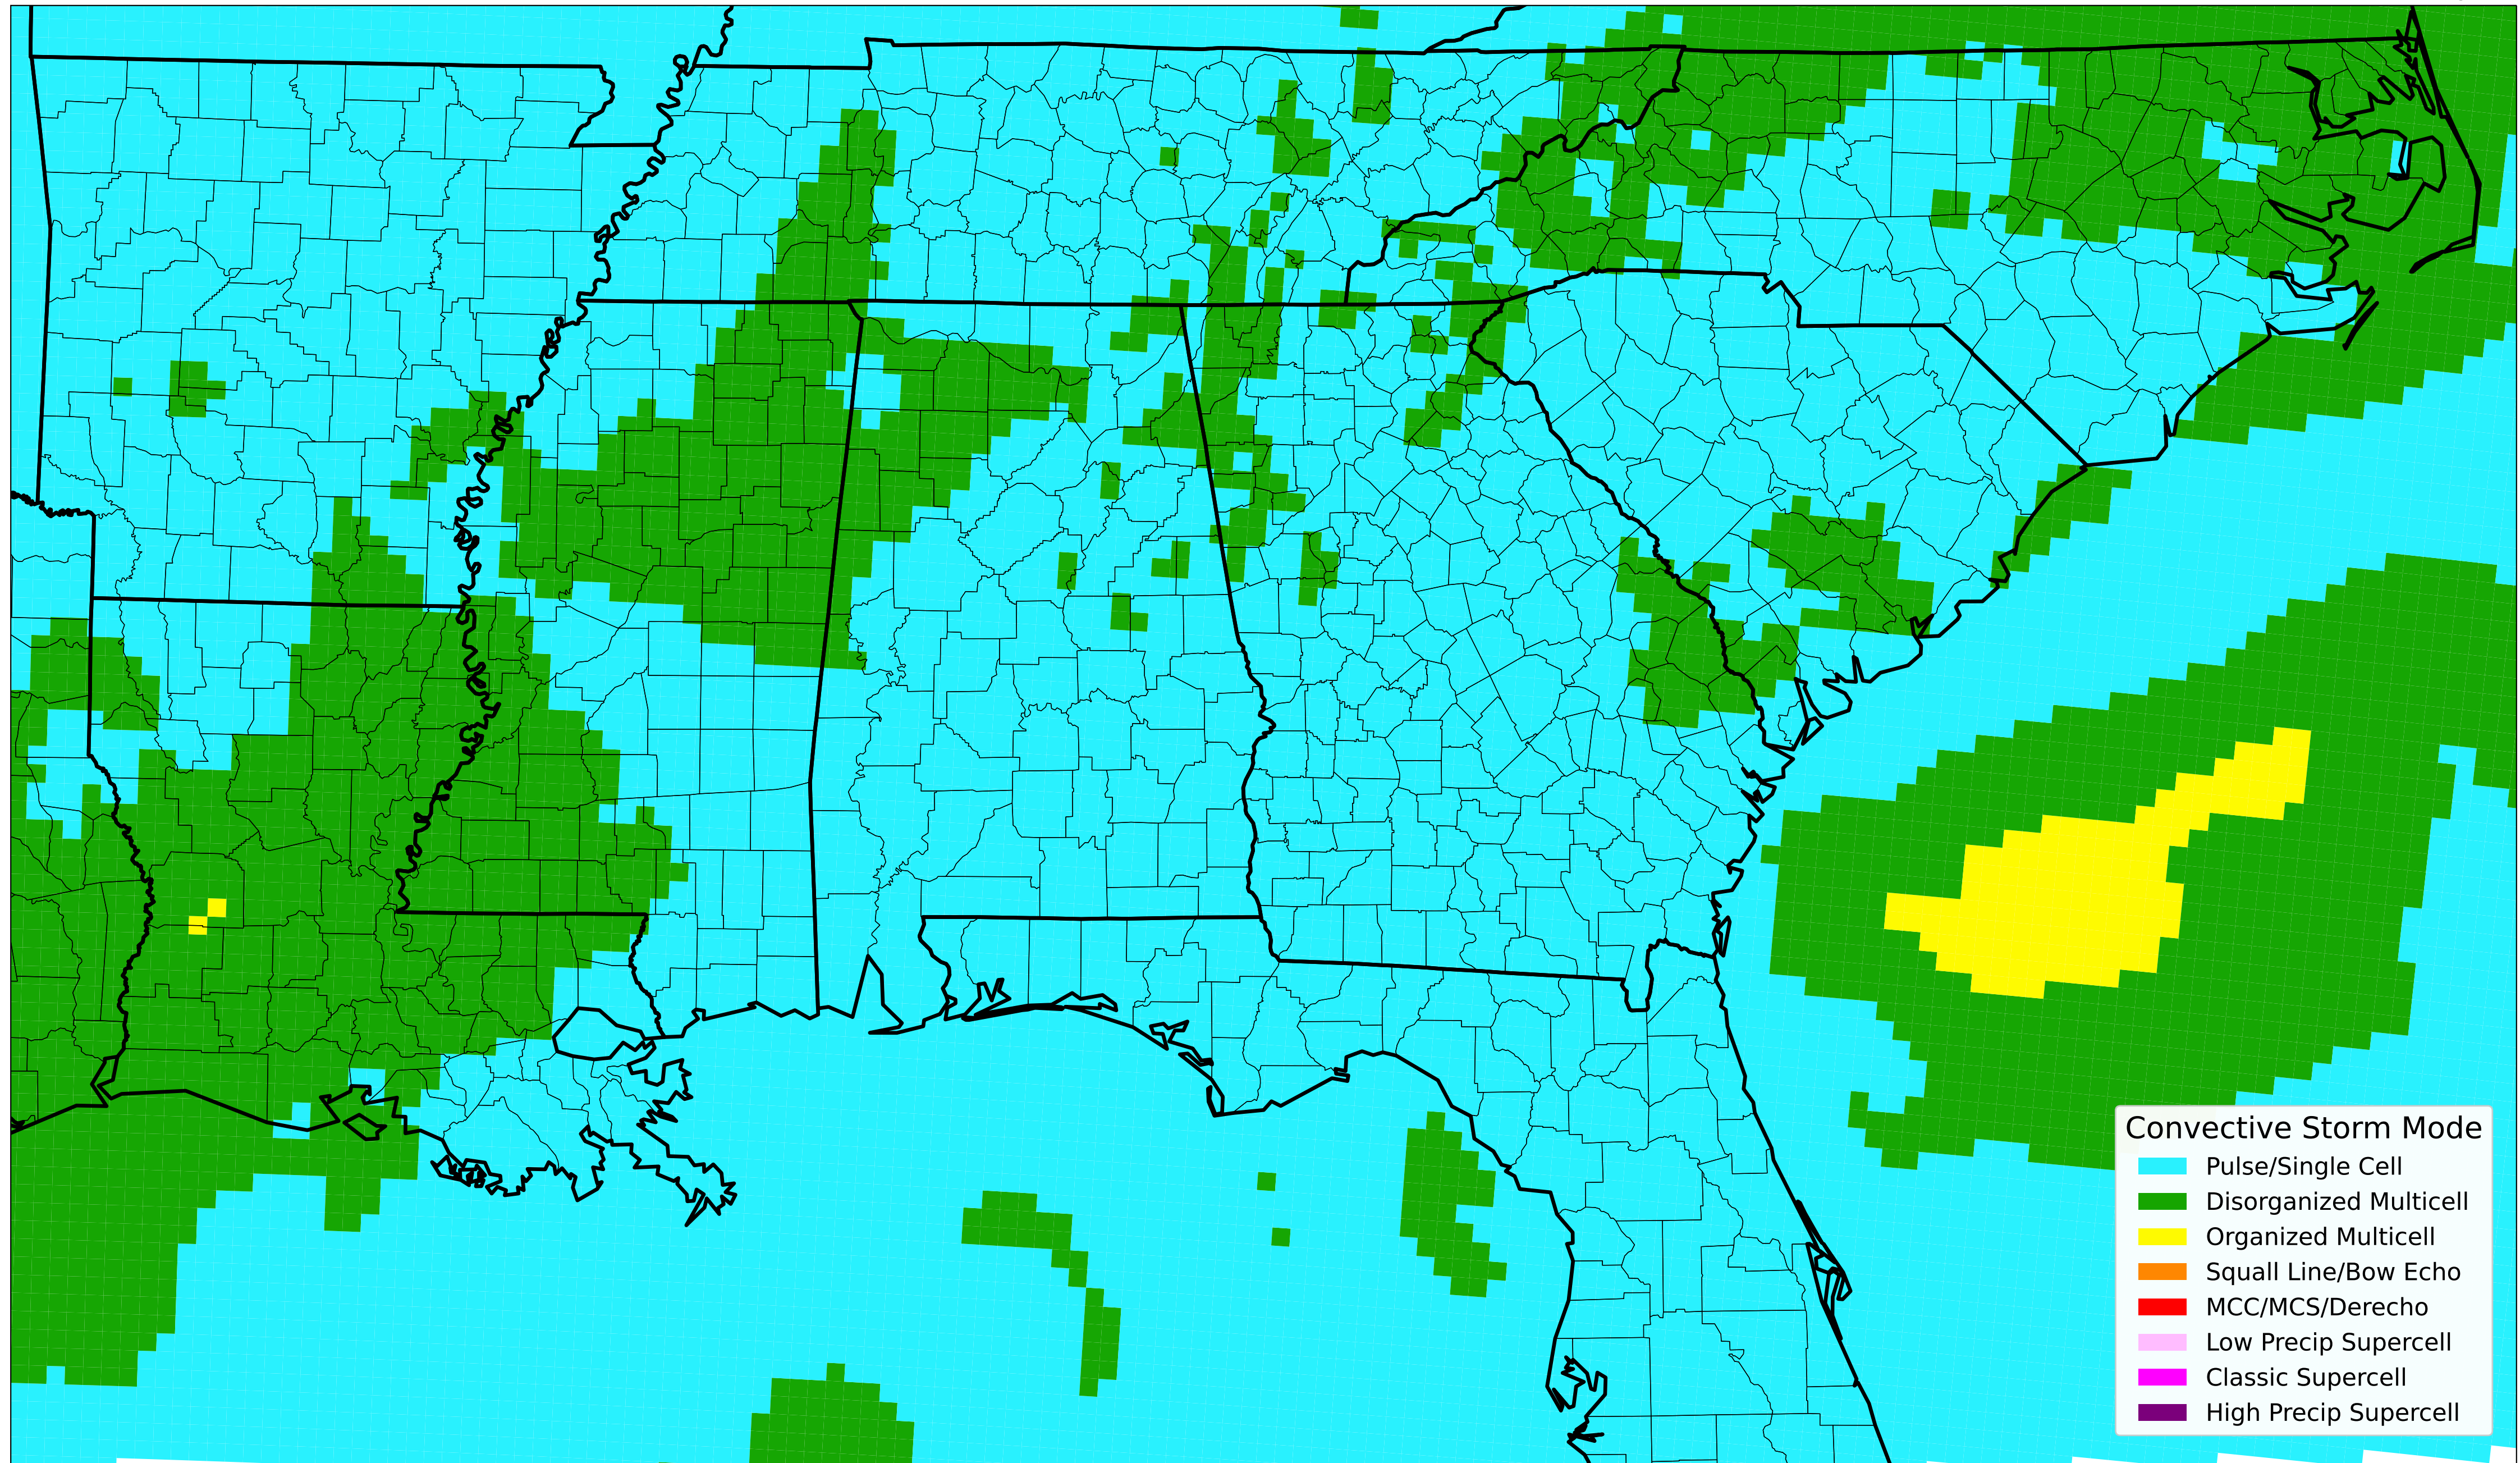 Convective Storm Mode
Pulse/Single Cell
Disorganized Multicell
Organized Multicell
Squall Line/Bow Echo
MCC/MCS/Derecho
Low Precip Supercell
Classic Supercell
High Precip Supercell